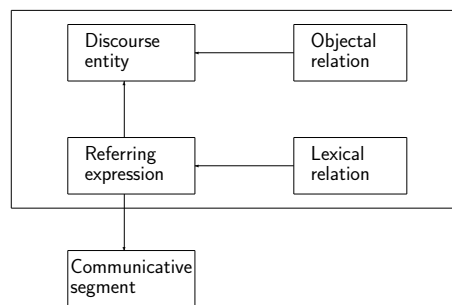 Discourse
entity
Objectal
relation
Referring
expression
Lexical
relation
Communicative
segment